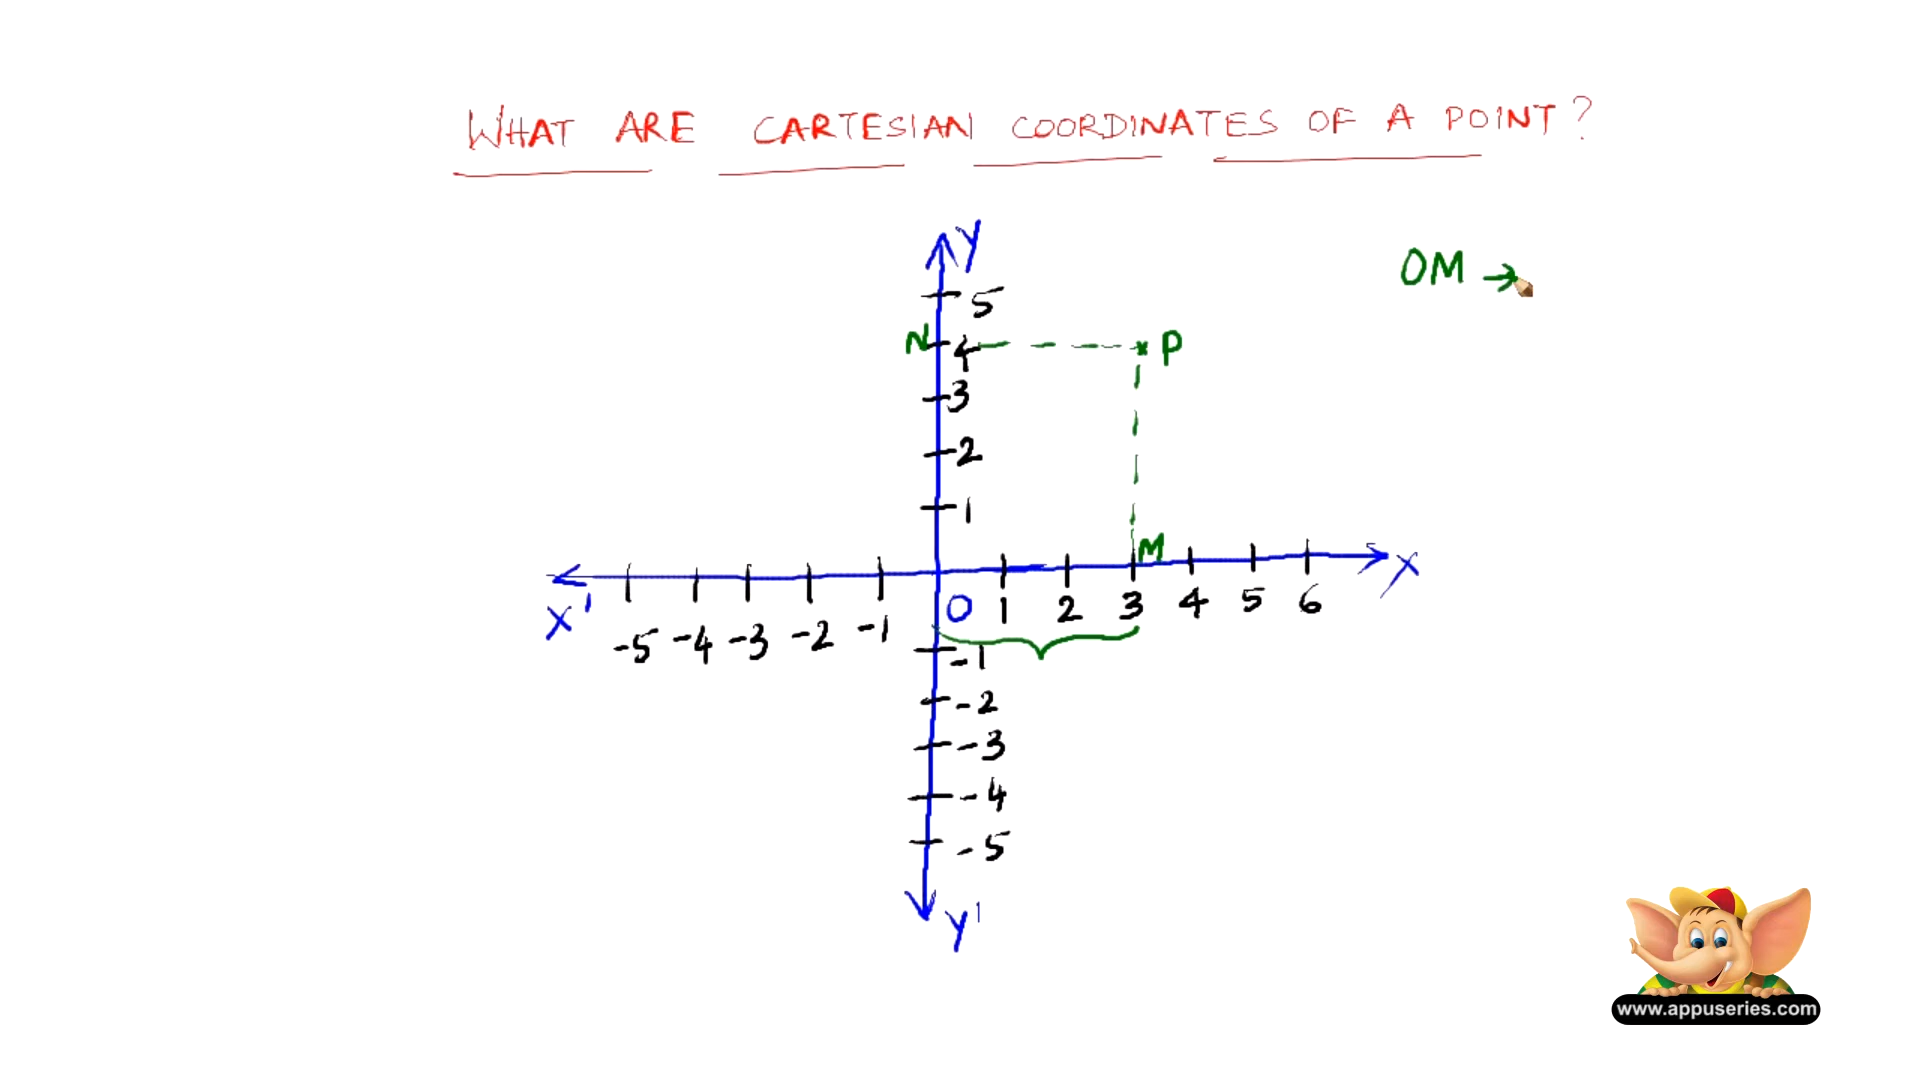 WHAT ARE CARTESIAN COORDINATES OF A POINT?
Y
OM →
5
N 4 P
3
2
1
M
X' -5 -4 -3 -2 -1 O 1 2 3 4 5 6 X
-1
-2
-3
-4
-5
Y'
www.appuseries.com